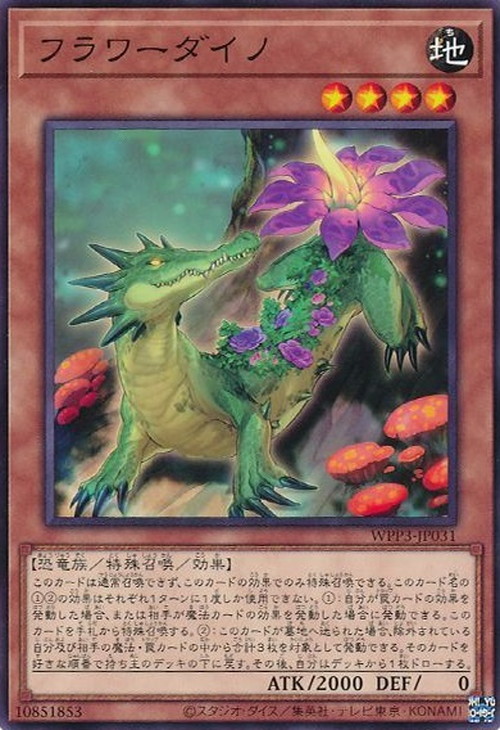 フラワーダイノ
地
WPP3-JP031
【恐竜族／特殊召喚／効果】
このカードは通常召喚できず、このカードの効果でのみ特殊召喚できる。このカード名の
①②の効果はそれぞれ1ターンに1度しか使用できない。①：自分が罠カードの効果を
発動した場合、または相手が魔法カードの効果を発動した場合に発動できる。この
カードを手札から特殊召喚する。②：このカードが墓地へ送られた場合、除外されている
自分及び相手の魔法・罠カードの中から合計3枚を対象として発動できる。そのカードを
好きな順番で持ち主のデッキの下に戻す。その後、自分はデッキから1枚ドローする。
ATK/2000 DEF/ 0
10851853
©スタジオ・ダイス／集英社・テレビ東京・KONAMI